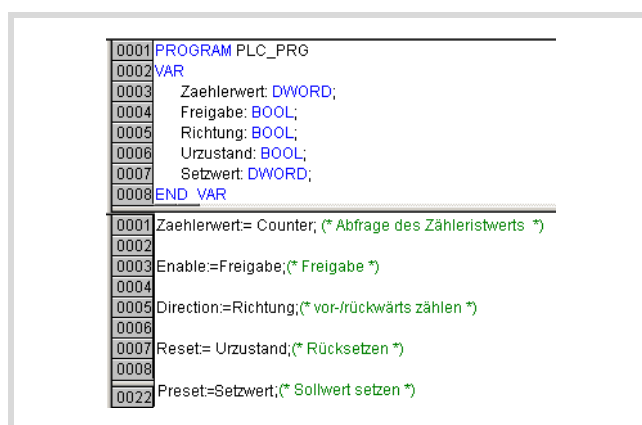 0001 PROGRAM PLC_PRG
0002 VAR
0003 Zaehlerwert: DWORD;
0004 Freigabe: BOOL;
0005 Richtung: BOOL;
0006 Urzustand: BOOL;
0007 Setzwert: DWORD;
0008 END_VAR
0001 Zaehlerwert:= Counter; (* Abfrage des Zähleristwerts *)
0002
0003 Enable:=Freigabe;(* Freigabe *)
0004
0005 Direction:=Richtung;(* vor-/rückwärts zählen *)
0006
0007 Reset:= Urzustand;(* Rücksetzen *)
0008
0022 Preset:=Setzwert;(* Sollwert setzen *)